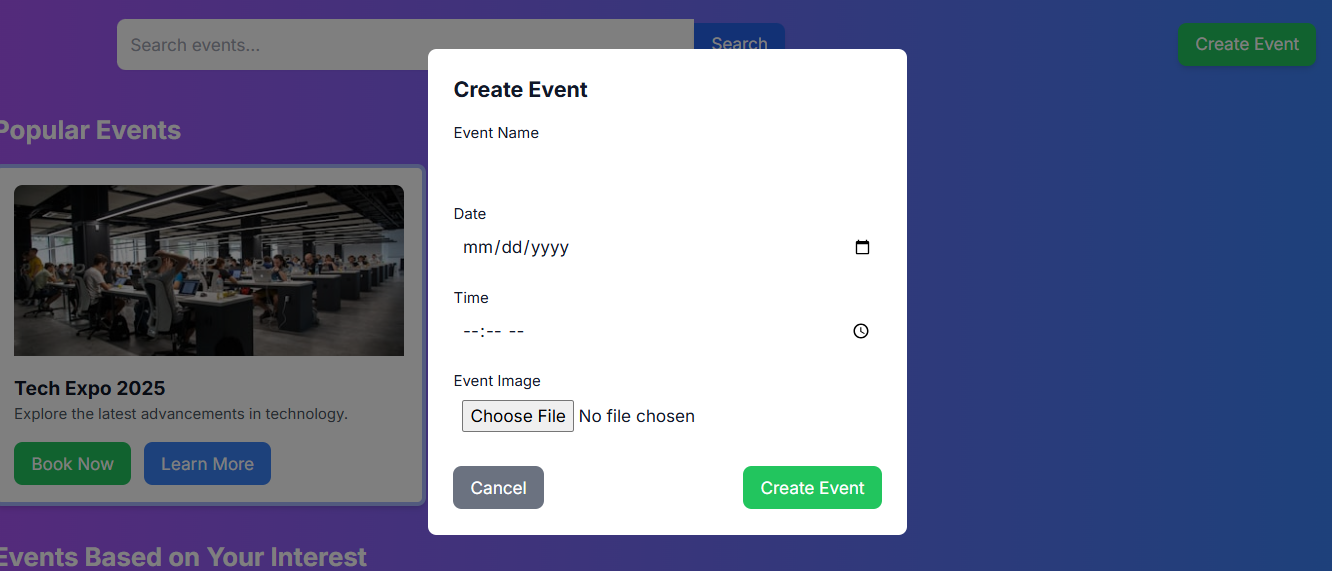 Search events...
Search
Create Event
Popular Events
Tech Expo 2025
Explore the latest advancements in technology.
Book Now
Learn More
Events Based on Your Interest
Create Event
Event Name
Date
mm/dd/yyyy
Time
--:-- --
Event Image
Choose File No file chosen
Cancel
Create Event